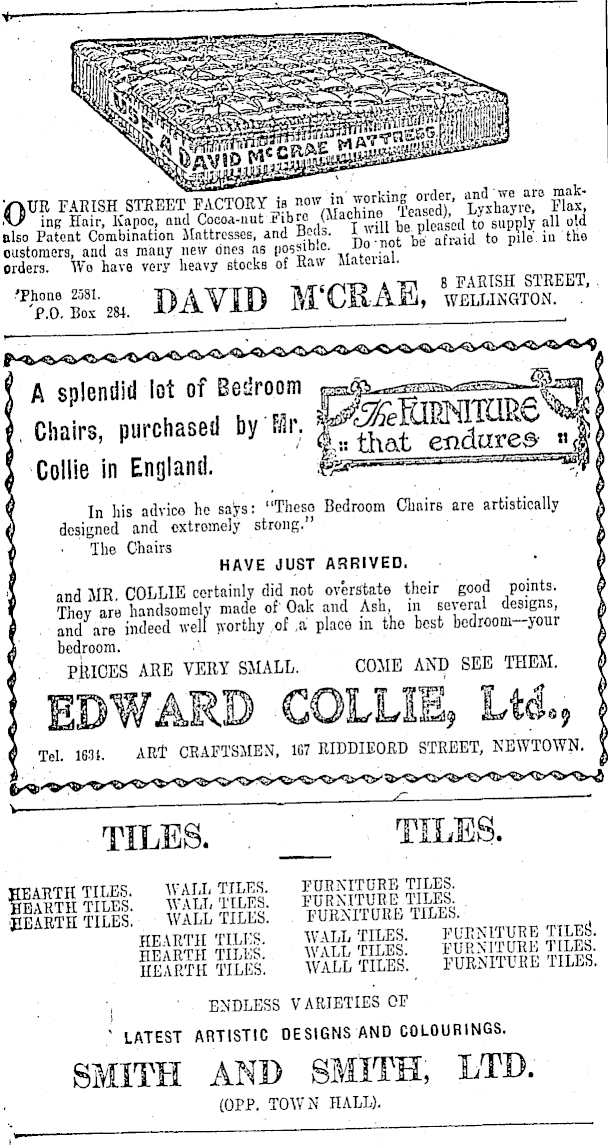 USE A DAVID McCRAE MATTRESS
OUR FARISH STREET FACTORY is now in working order, and we are mak-
ing Hair, Kapoc, and Cocoa-nut Fibre (Machine Teased), Lyxhayre, Flax,
also Patent Combination Mattresses, and Beds. I will be pleased to supply all old
customers, and as many new ones as possible. Do not be afraid to pile in the
orders. We have very heavy stocks of Raw Material.
'Phone 2581.
P.O. Box 284.
DAVID M'CRAE,
8 FARISH STREET,
WELLINGTON.
A splendid lot of Bedroom
Chairs, purchased by Mr.
Collie in England.
The FURNITURE
:: that endures ::
In his advice he says: "These Bedroom Chairs are artistically
designed and extremely strong."
The Chairs
HAVE JUST ARRIVED.
and MR. COLLIE certainly did not overstate their good points.
They are handsomely made of Oak and Ash, in several designs,
and are indeed well worthy of a place in the best bedroom—your
bedroom.
PRICES ARE VERY SMALL. COME AND SEE THEM.
EDWARD COLLIE, Ltd.,
Tel. 1634. ART CRAFTSMEN, 167 RIDDIFORD STREET, NEWTOWN.
TILES. TILES.
HEARTH TILES. WALL TILES. FURNITURE TILES.
HEARTH TILES. WALL TILES. FURNITURE TILES.
HEARTH TILES. WALL TILES. FURNITURE TILES.
HEARTH TILES. WALL TILES. FURNITURE TILES.
HEARTH TILES. WALL TILES. FURNITURE TILES.
HEARTH TILES. WALL TILES. FURNITURE TILES.
ENDLESS VARIETIES OF
LATEST ARTISTIC DESIGNS AND COLOURINGS.
SMITH AND SMITH, LTD.
(OPP. TOWN HALL).